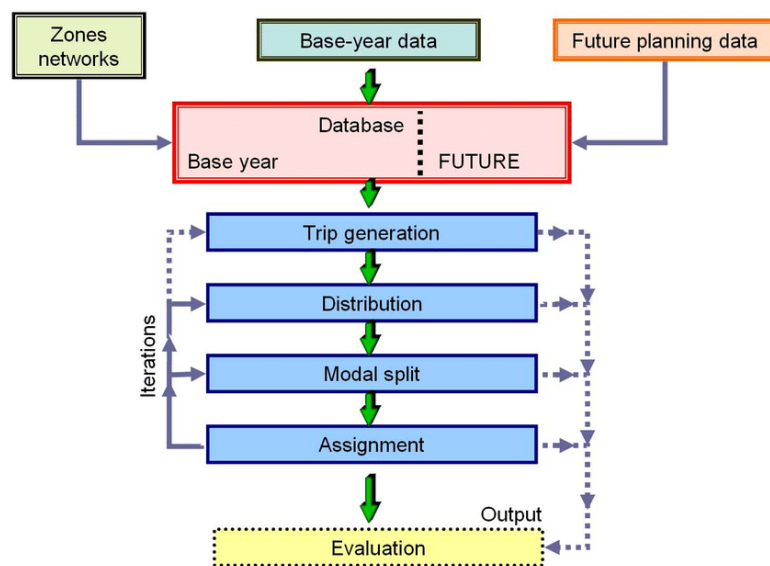 Zones
networks
Base-year data
Future planning data
Database
Base year
FUTURE
Trip generation
Distribution
Iterations
Modal split
Assignment
Output
Evaluation